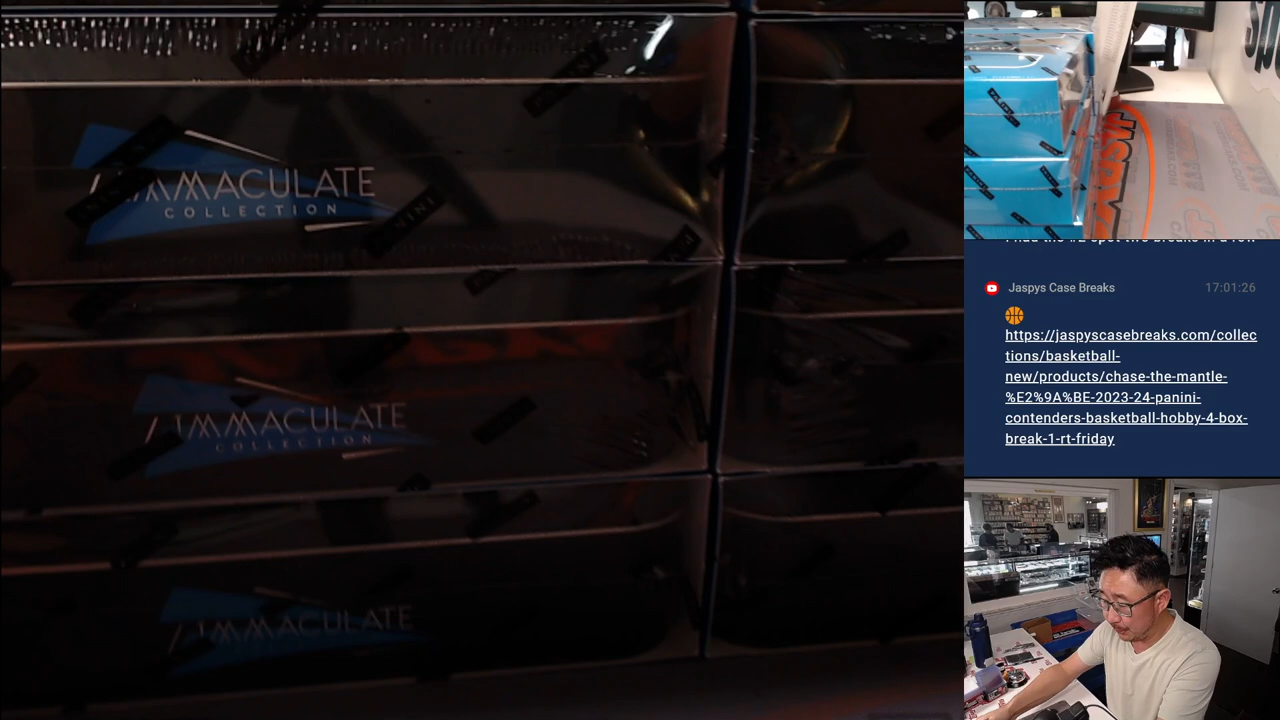 IMMACULATE
COLLECTION
PANINI
IMMACULATE
COLLECTION
IMMACULATE
Jaspys Case Breaks 17:01:26
https://jaspyscasebreaks.com/collec
tions/basketball-
new/products/chase-the-mantle-
%E2%9A%BE-2023-24-panini-
contenders-basketball-hobby-4-box-
break-1-rt-friday